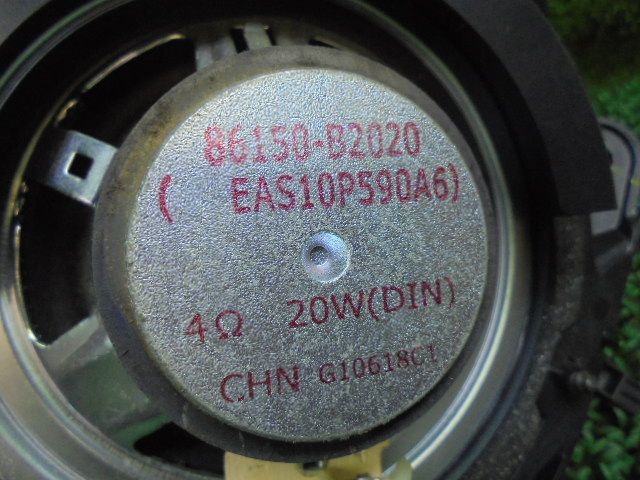 86150-B2020
( EAS10P590A6)
4Ω 20W(DIN)
CHN G10618C1